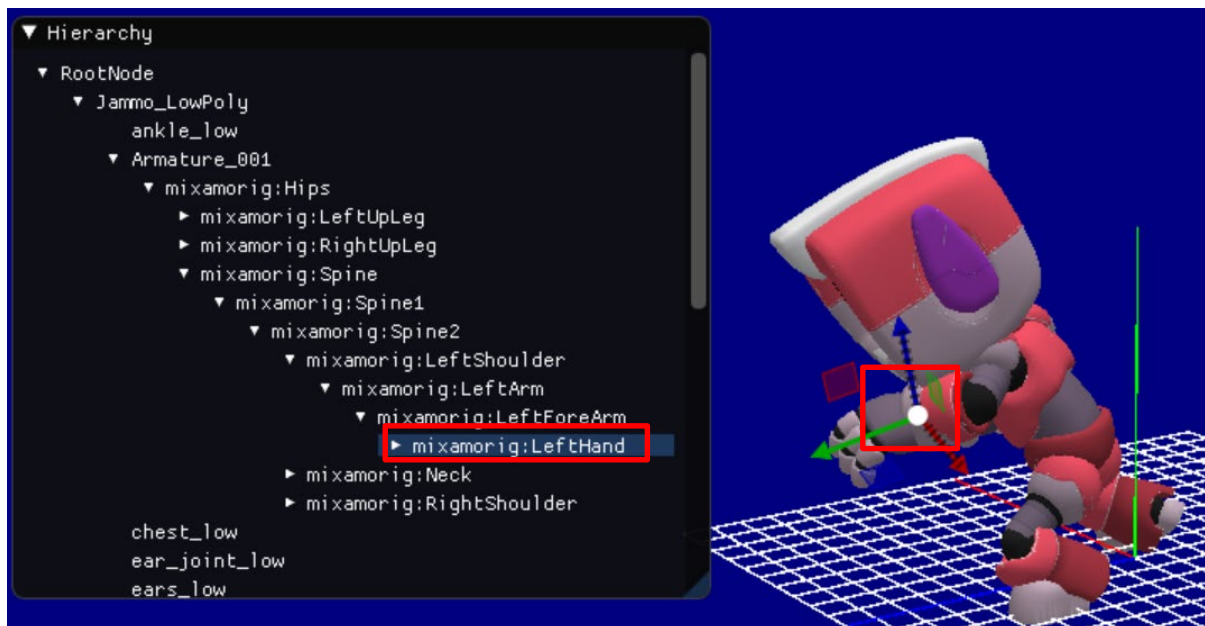 Hierarchy
RootNode
Jammo_LowPoly
ankle_low
Armature_001
mixamorig:Hips
mixamorig:LeftUpLeg
mixamorig:RightUpLeg
mixamorig:Spine
mixamorig:Spine1
mixamorig:Spine2
mixamorig:LeftShoulder
mixamorig:LeftArm
mixamorig:LeftForeArm
mixamorig:LeftHand
mixamorig:Neck
mixamorig:RightShoulder
chest_low
ear_joint_low
ears_low